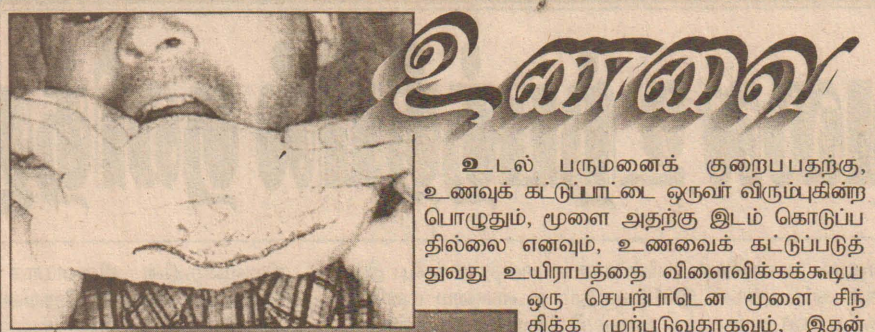 உணவை
உடல் பருமனைக் குறைபபதற்கு,
உணவுக் கட்டுப்பாட்டை ஒருவர் விரும்புகின்ற
பொழுதும், மூளை அதற்கு இடம் கொடுப்ப
தில்லை எனவும், உணவைக் கட்டுப்படுத்
துவது உயிராபத்தை விளைவிக்கக்கூடிய
ஒரு செயற்பாடென மூளை சிந்
திக்க முற்படுவதாகவும், இதன்